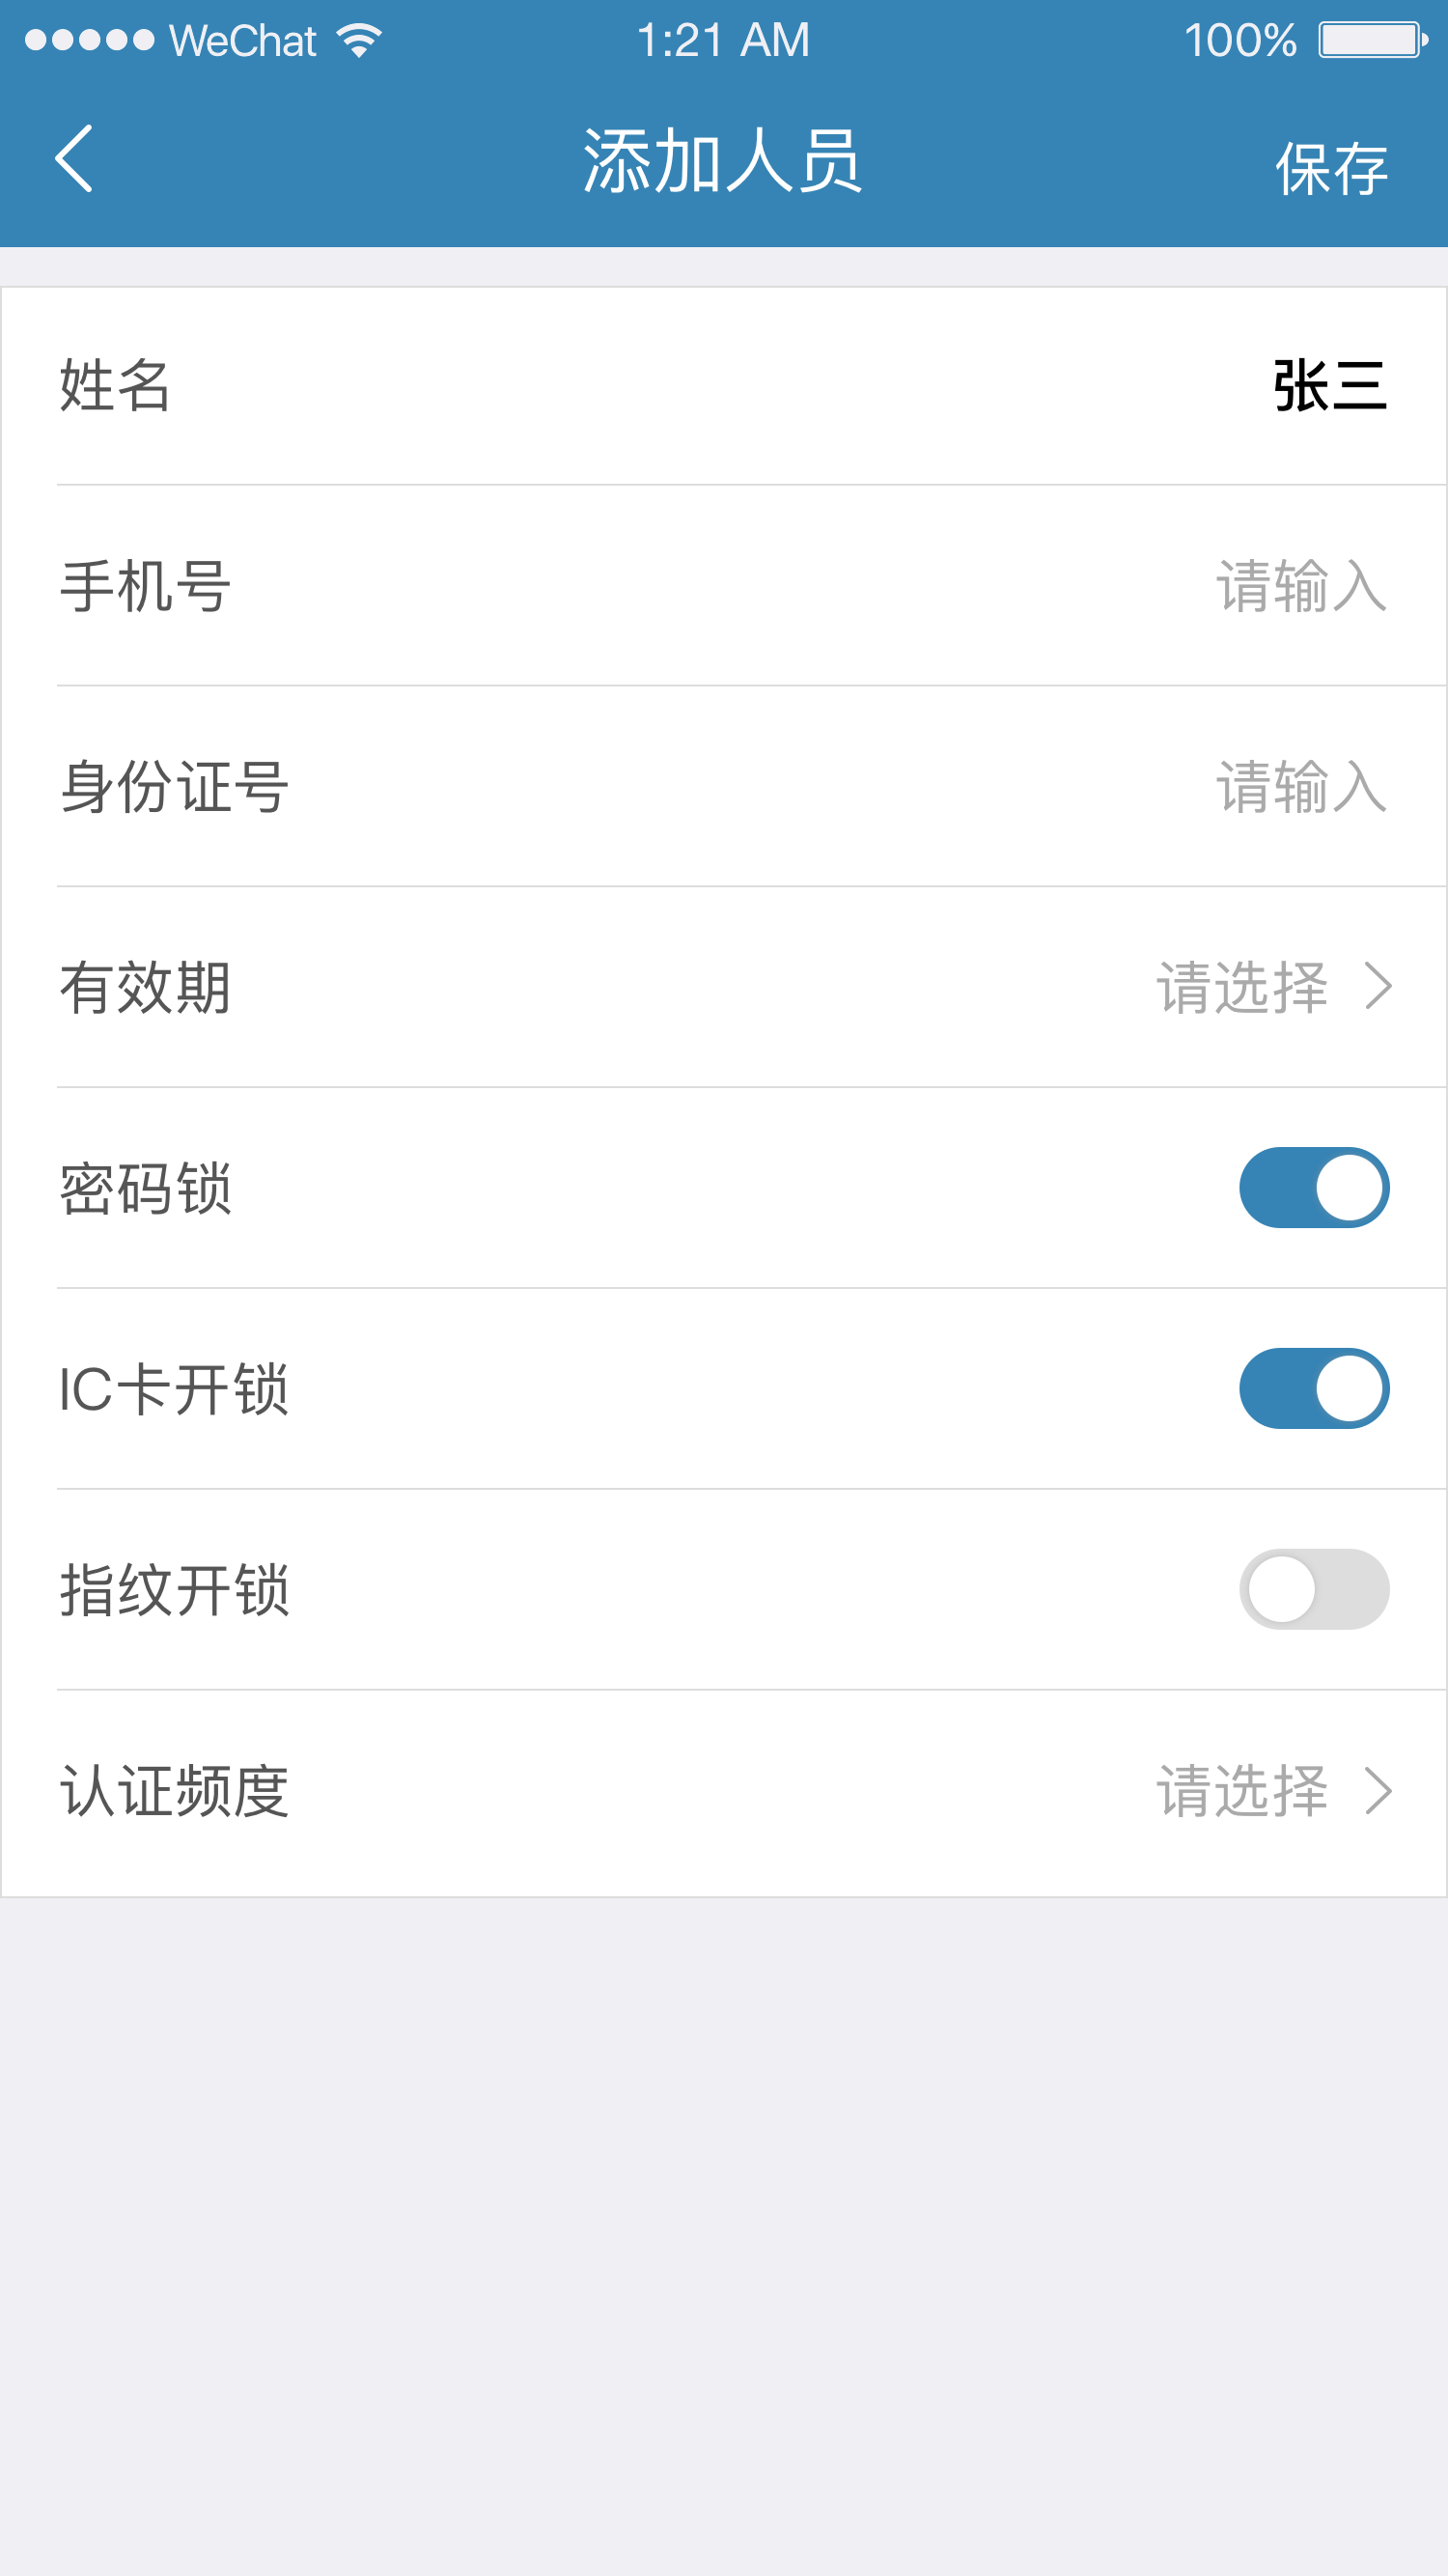 WeChat 1:21 AM 100%
添加人员 保存
姓名 张三
手机号 请输入
身份证号 请输入
有效期 请选择
密码锁
IC卡开锁
指纹开锁
认证频度 请选择